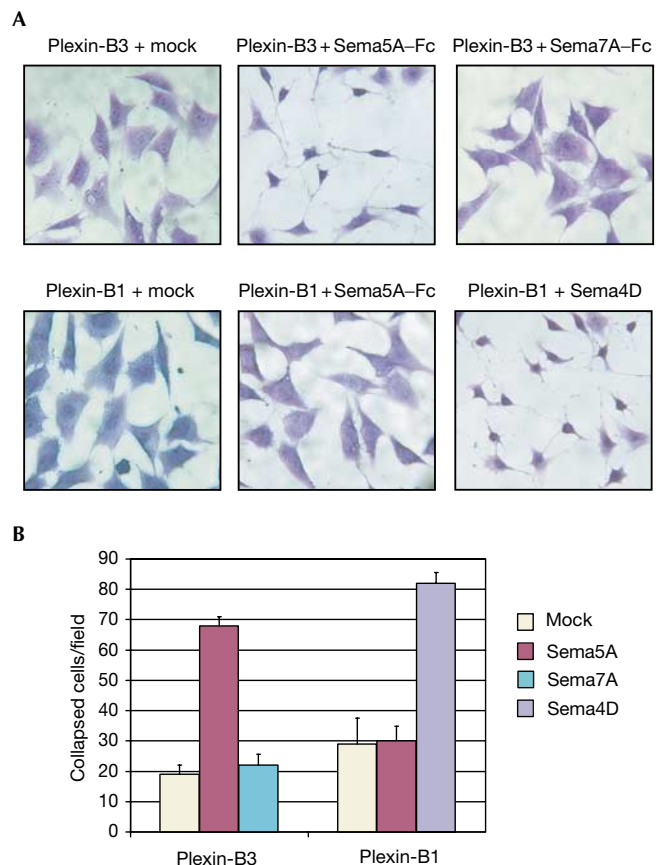 A
Plexin-B3 + mock
Plexin-B3 + Sema5A–Fc
Plexin-B3 + Sema7A–Fc
Plexin-B1 + mock
Plexin-B1 + Sema5A–Fc
Plexin-B1 + Sema4D
B
Collapsed cells/field
90
80
70
60
50
40
30
20
10
0
Plexin-B3
Plexin-B1
Mock
Sema5A
Sema7A
Sema4D